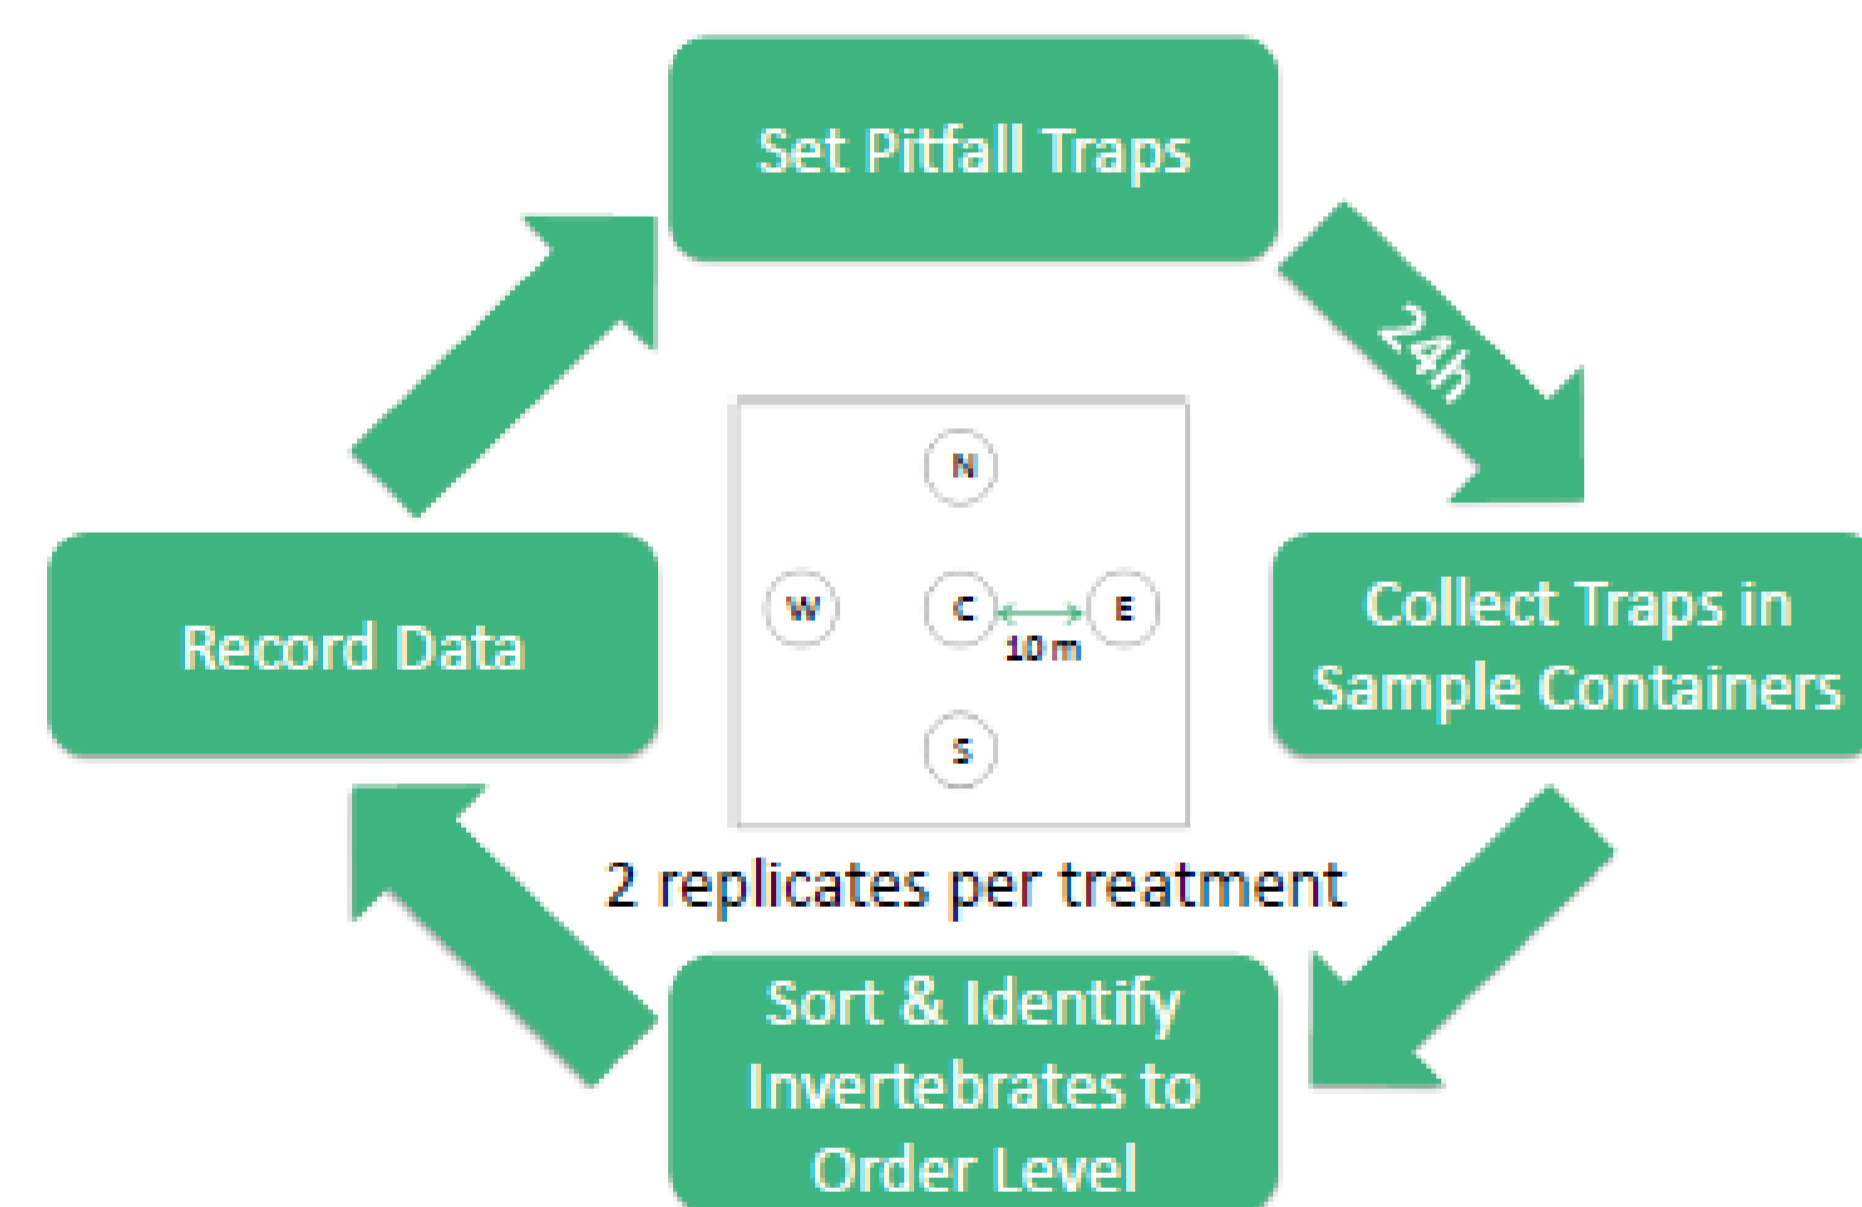 Set Pitfall Traps
24h
N
W
C
E
10 m
S
Record Data
Collect Traps in
Sample Containers
2 replicates per treatment
Sort & Identify
Invertebrates to
Order Level